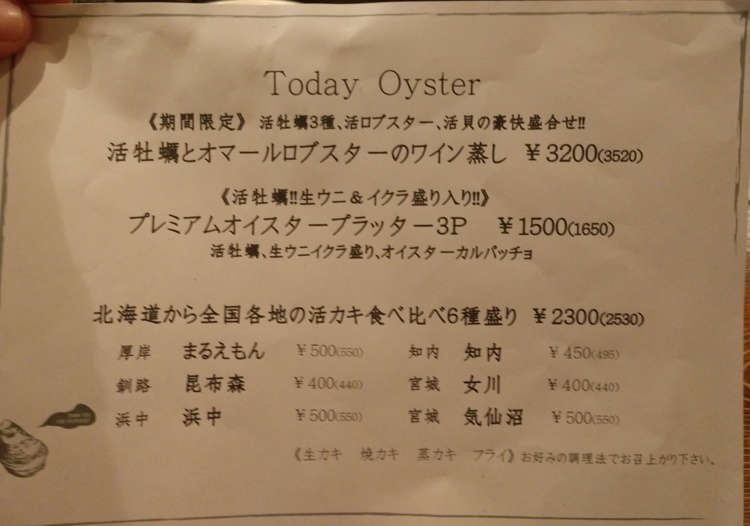 Today Oyster
《期間限定》 活牡蠣3種、活ロブスター、活貝の豪快盛合せ!!
活牡蠣とオマールロブスターのワイン蒸し ￥3200(3520)
《活牡蠣!!生ウニ＆イクラ盛り入り!!》
プレミアムオイスタープラッター3P ￥1500(1650)
活牡蠣、生ウニイクラ盛り、オイスターカルパッチョ
北海道から全国各地の活カキ食べ比べ6種盛り ￥2300(2530)
厚岸 まるえもん ￥500(550) 知内 知内 ￥450(495)
釧路 昆布森 ￥400(440) 宮城 女川 ￥400(440)
浜中 浜中 ￥500(550) 宮城 気仙沼 ￥500(550)
《生カキ 焼カキ 蒸カキ フライ》お好みの調理法でお召上がり下さい。